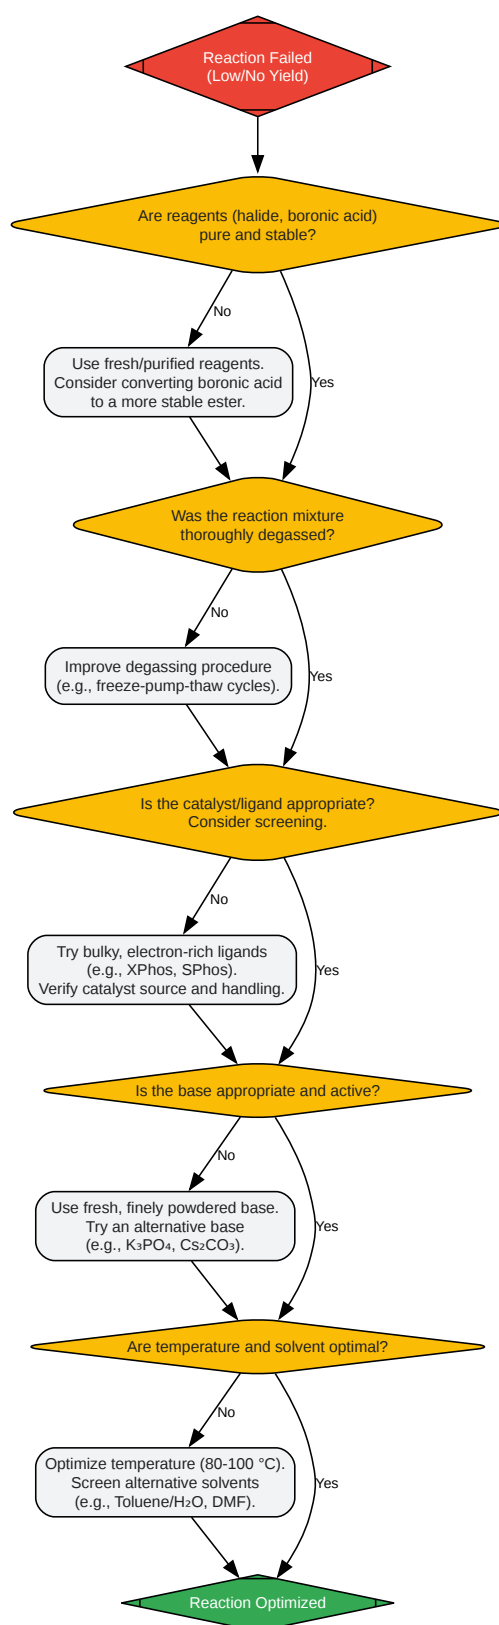 Reaction Failed
(Low/No Yield)
Are reagents (halide, boronic acid)
pure and stable?
No
Use fresh/purified reagents.
Consider converting boronic acid
to a more stable ester.
Yes
Was the reaction mixture
thoroughly degassed?
No
Improve degassing procedure
(e.g., freeze-pump-thaw cycles).
Yes
Is the catalyst/ligand appropriate?
Consider screening.
No
Try bulky, electron-rich ligands
(e.g., XPhos, SPhos).
Verify catalyst source and handling.
Yes
Is the base appropriate and active?
No
Use fresh, finely powdered base.
Try an alternative base
(e.g., K₃PO₄, Cs₂CO₃).
Yes
Are temperature and solvent optimal?
No
Optimize temperature (80-100 °C).
Screen alternative solvents
(e.g., Toluene/H₂O, DMF).
Yes
Reaction Optimized